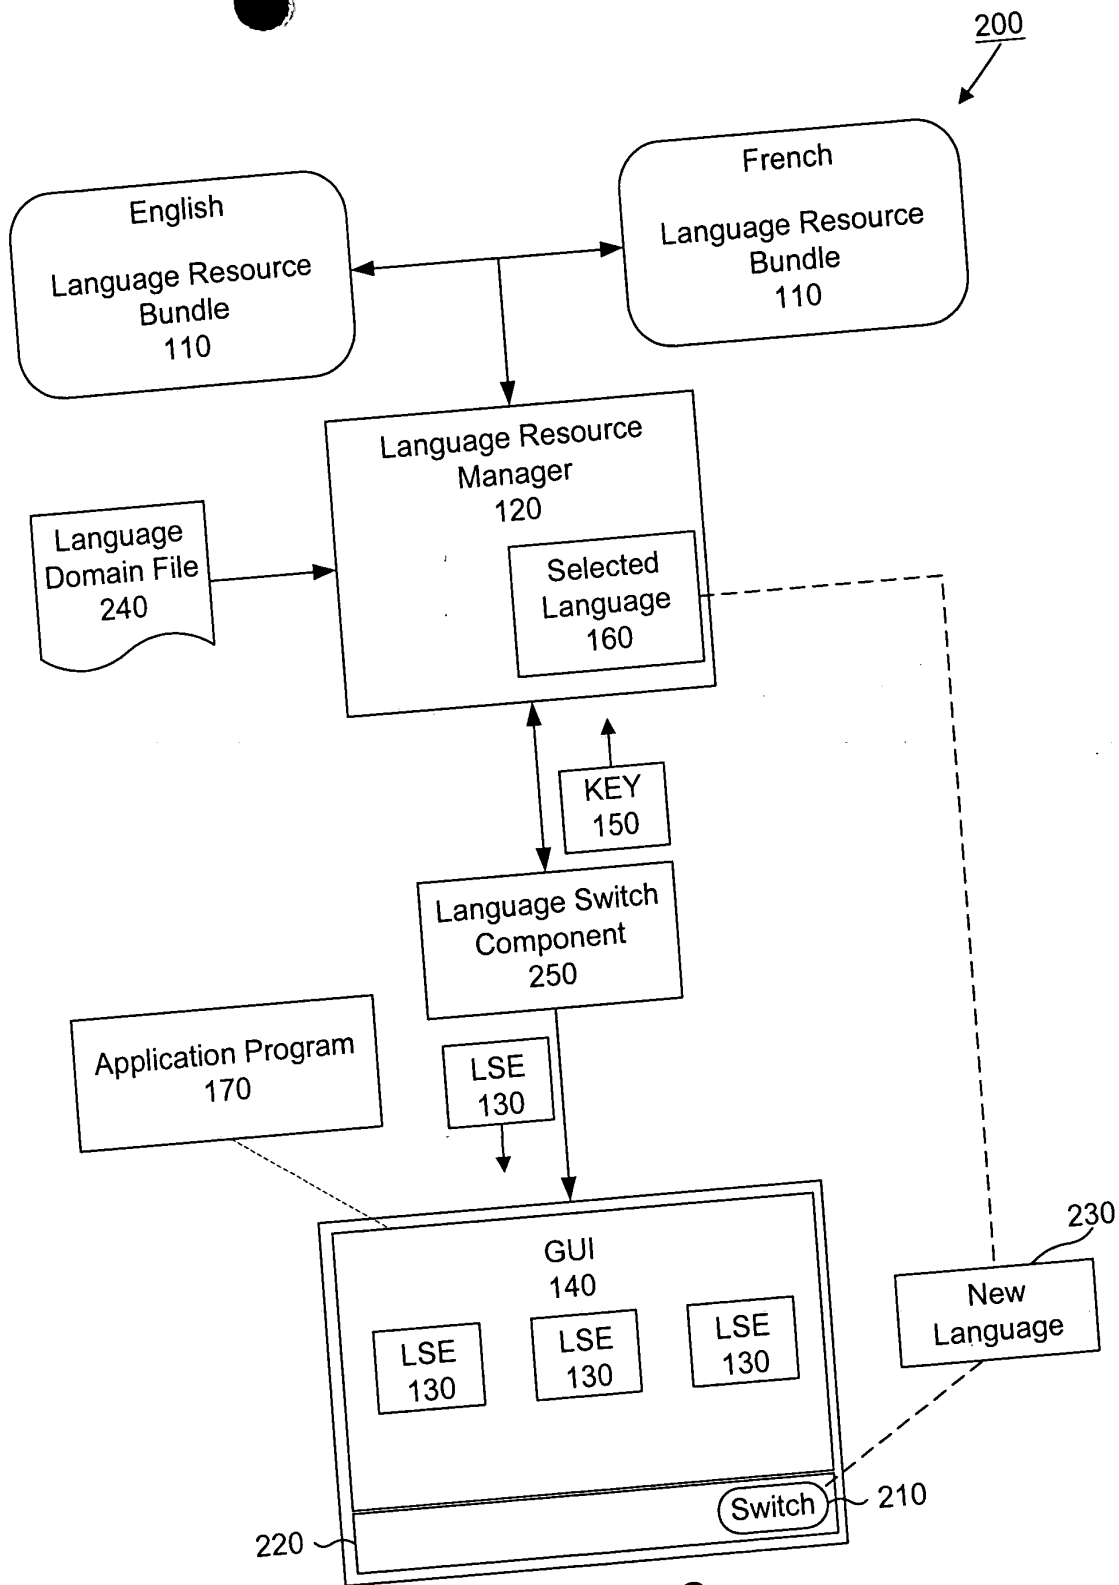 200
English
Language Resource
Bundle
110
French
Language Resource
Bundle
110
Language Resource
Manager
120
Language
Domain File
240
Selected
Language
160
KEY
150
Language Switch
Component
250
Application Program
170
LSE
130
GUI
140
LSE
130
LSE
130
LSE
130
230
New
Language
Switch
210
220